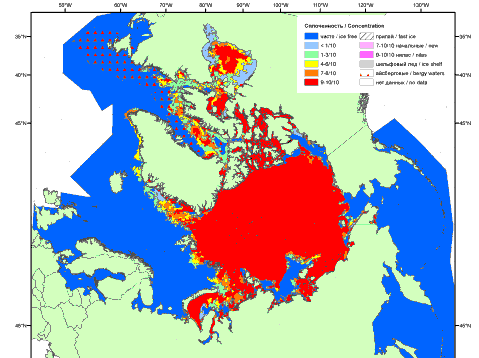 50°W 60°W 70°W 80°W 90°W 100°W 110°W 120°W 130°W
35°N 35°N
40°N 40°N
45°N 45°N
45°N 45°N
Сплоченность / Concentration
чисто / ice free припай / fast ice
< 1/10 7-10/10 начальные / new
1-3/10 9-10/10 нилас / nilas
4-6/10 шельфовый лед / ice shelf
7-8/10 айсберговые / bergy waters
9-10/10 нет данных / no data